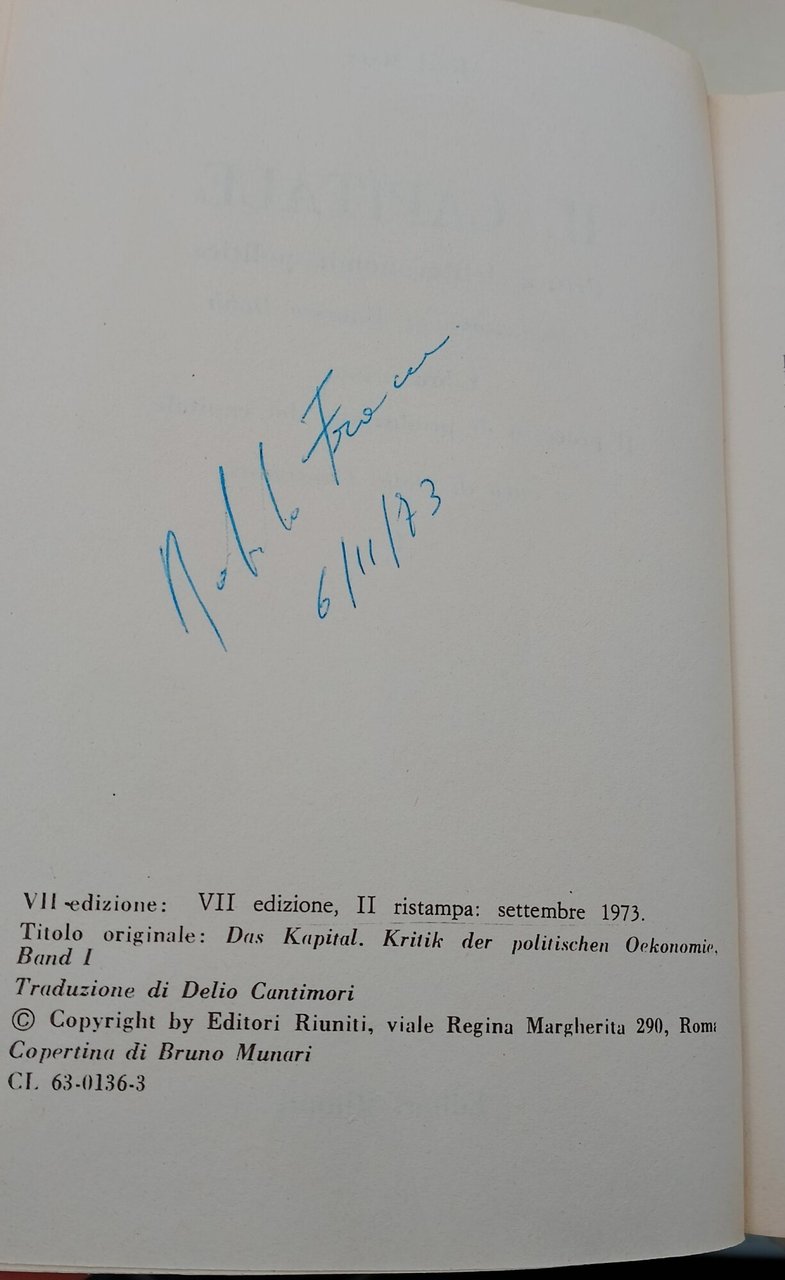 6/11/73
VII edizione: VII edizione, II ristampa: settembre 1973.
Titolo originale: Das Kapital. Kritik der politischen Oekonomie,
Band I
Traduzione di Delio Cantimori
© Copyright by Editori Riuniti, viale Regina Margherita 290, Roma
Copertina di Bruno Munari
CL 63-0136-3